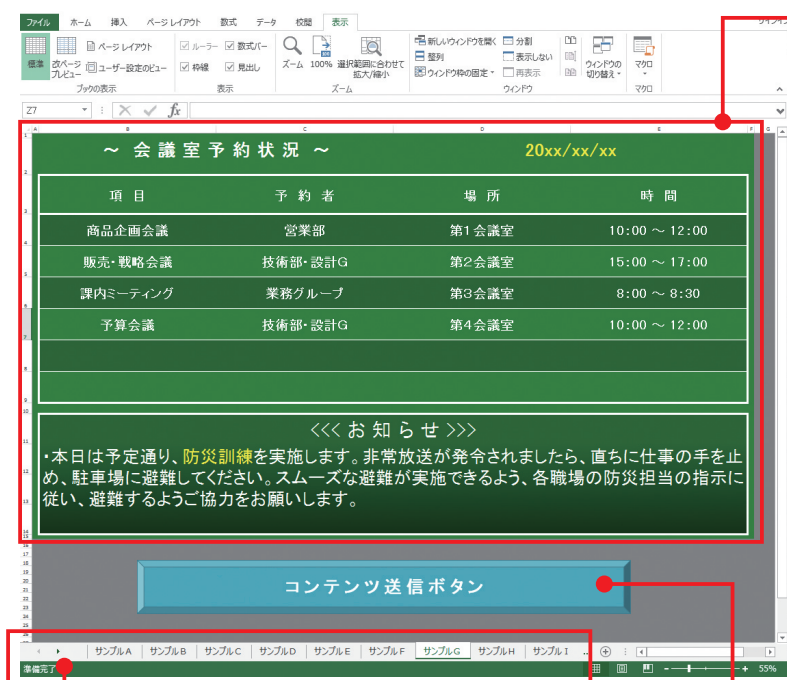 ファイル ホーム 挿入 ページ レイアウト 数式 データ 校閲 表示
標準 改ページ プレビュー ページ レイアウト ユーザー設定のビュー
ブックの表示
ルーラー 数式バー
枠線 見出し
表示
ズーム 100% 選択範囲に合わせて 拡大/縮小
ズーム
新しいウィンドウを開く 分割
整列 表示しない
ウィンドウ枠の固定 再表示
ウィンドウの 切り替え
ウィンドウ
マクロ
マクロ
Z7 fx
A B C D E F G
～ 会議室予約状況 ～ 20xx/xx/xx
項 目 予 約 者 場 所 時 間
商品企画会議 営業部 第1会議室 10:00 ～ 12:00
販売・戦略会議 技術部・設計G 第2会議室 15:00 ～ 17:00
課内ミーティング 業務グループ 第3会議室 8:00 ～ 8:30
予算会議 技術部・設計G 第4会議室 10:00 ～ 12:00
<<< お 知 ら せ >>>
・本日は予定通り、防災訓練を実施します。非常放送が発令されましたら、直ちに仕事の手を止
め、駐車場に避難してください。スムーズな避難が実施できるよう、各職場の防災担当の指示に
従い、避難するようご協力をお願いします。
コンテンツ送信ボタン
サンプルA サンプルB サンプルC サンプルD サンプルE サンプルF サンプルG サンプルH サンプルI ...
準備完了 55%